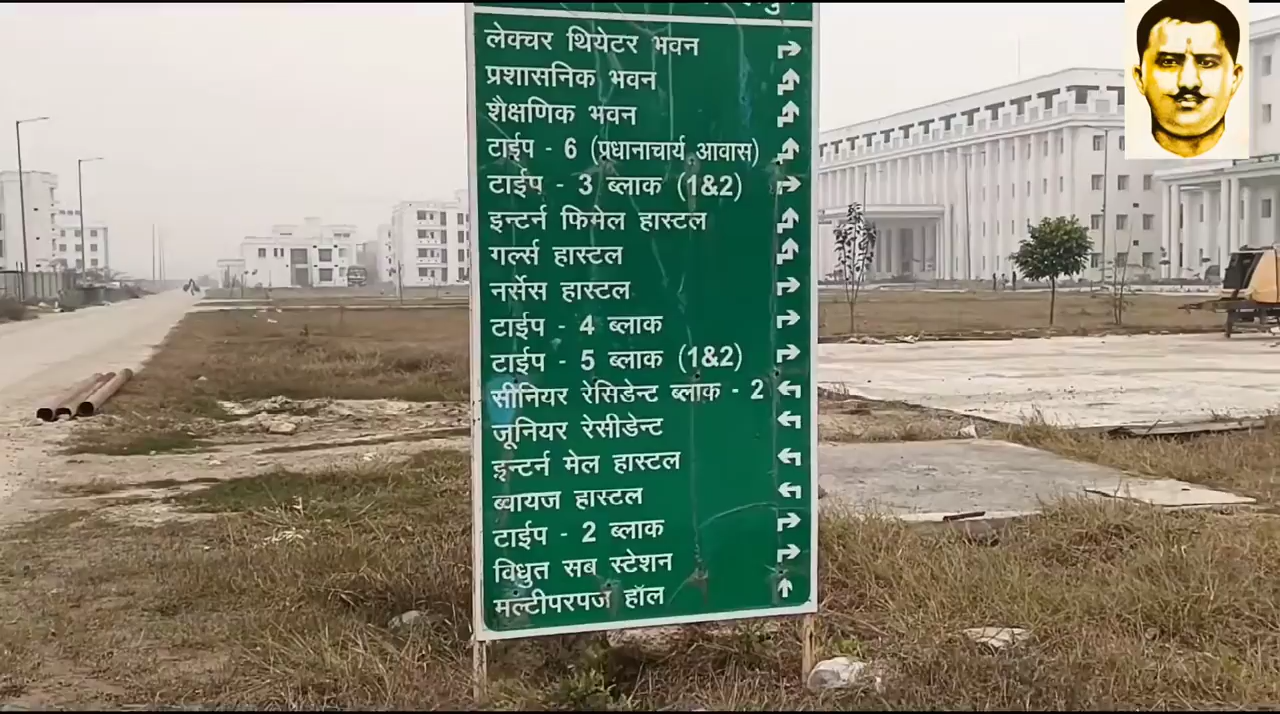 लेक्चर थियेटर भवन
प्रशासनिक भवन
शैक्षणिक भवन
टाईप - 6 (प्रधानाचार्य आवास)
टाईप - 3 ब्लाक (1&2)
इन्टर्न फिमेल हास्टल
गर्ल्स हास्टल
नर्सेस हास्टल
टाईप - 4 ब्लाक
टाईप - 5 ब्लाक (1&2)
सीनियर रेसिडेन्ट ब्लाक - 2
जूनियर रेसीडेन्ट
इन्टर्न मेल हास्टल
ब्वायज हास्टल
टाईप - 2 ब्लाक
विधुत सब स्टेशन
मल्टीपरपज हॉल